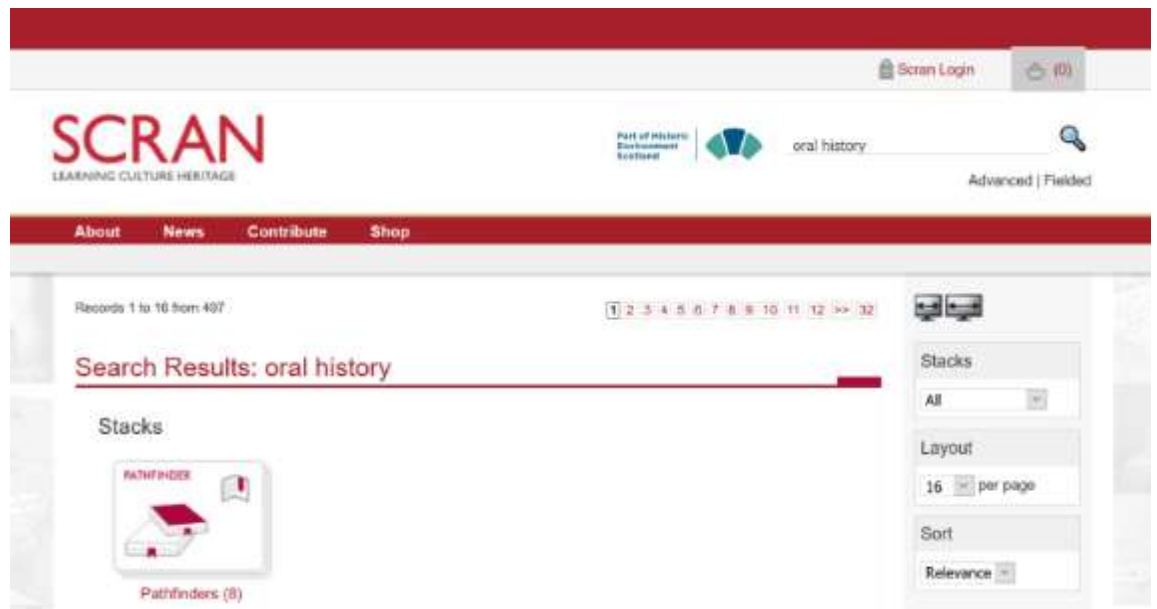 Scran Login (0)
SCRAN
LEARNING CULTURE HERITAGE
Part of Historic
Environment
Scotland
oral history
Advanced | Fielded
About News Contribute Shop
Records 1 to 16 from 497
1 2 3 4 5 6 7 8 9 10 11 12 >> 32
Search Results: oral history
Stacks
PATHFINDER
Pathfinders (8)
Stacks
All
Layout
16 per page
Sort
Relevance